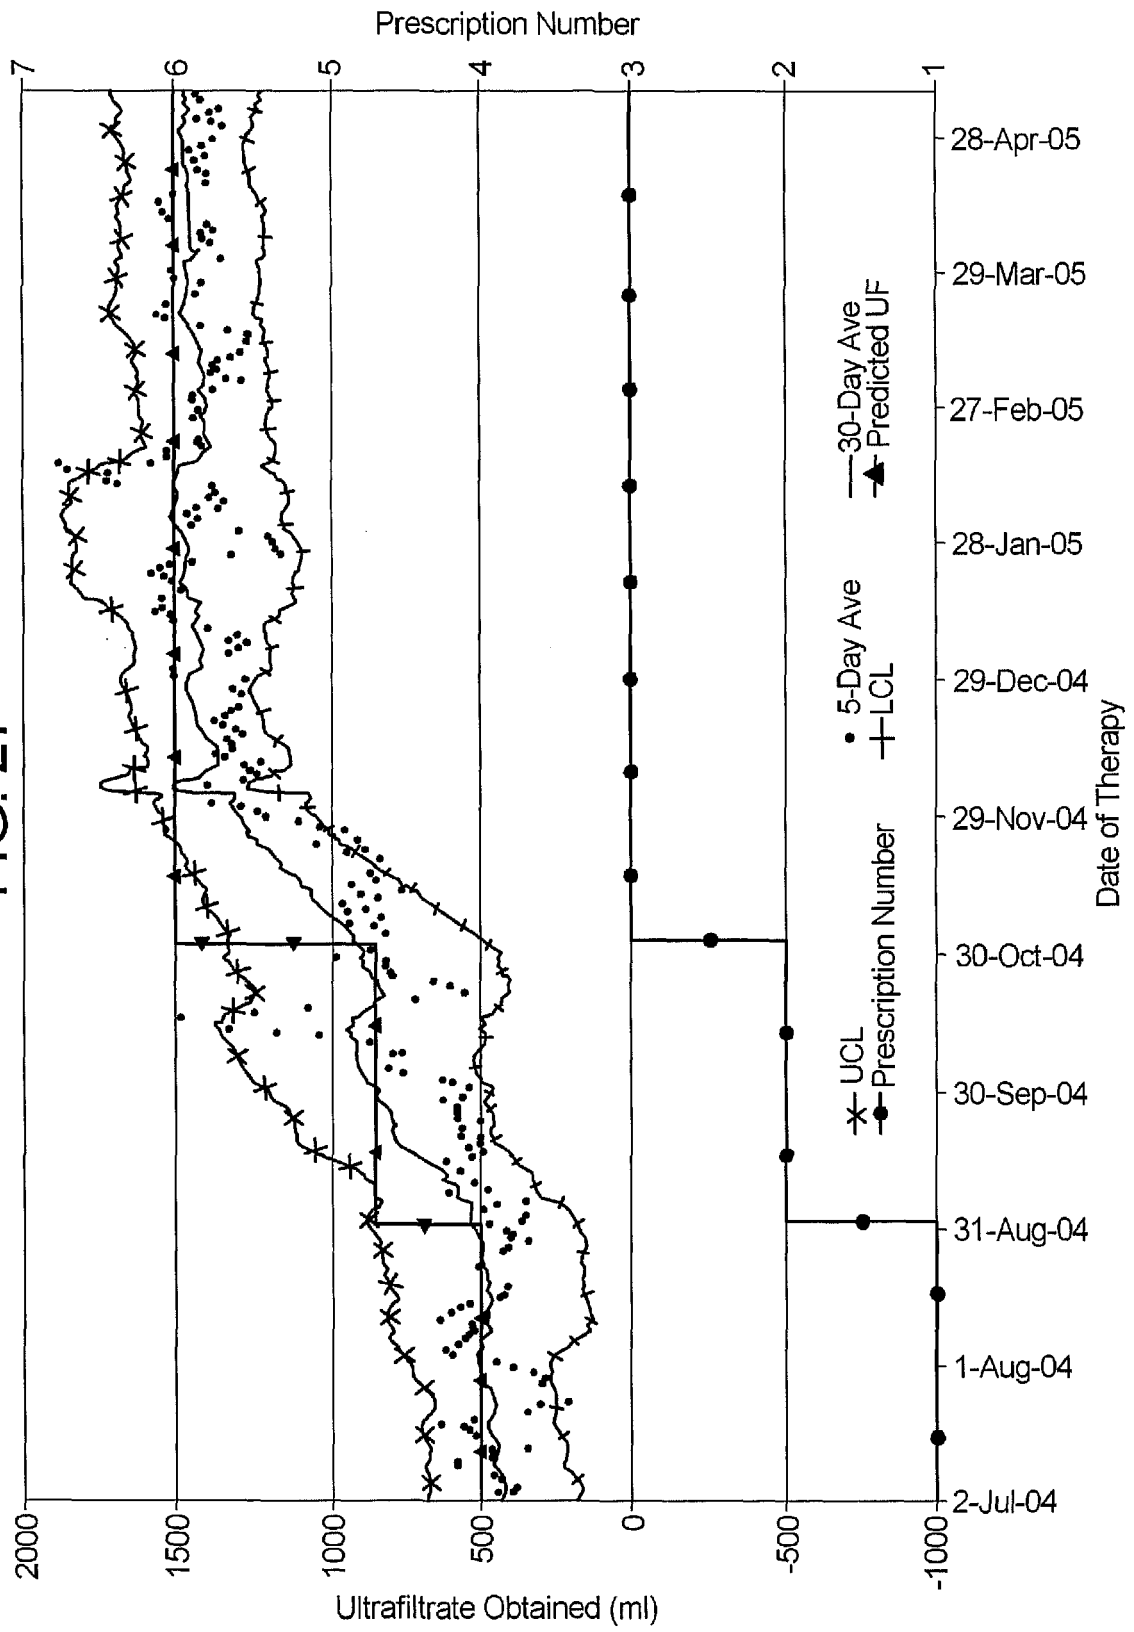 Prescription Number
7
6
5
4
3
2
1
2000
1500
1000
500
0
-500
-1000
Ultrafiltrate Obtained (ml)
2-Jul-04
1-Aug-04
31-Aug-04
30-Sep-04
30-Oct-04
29-Nov-04
29-Dec-04
28-Jan-05
27-Feb-05
29-Mar-05
28-Apr-05
Date of Therapy
UCL
5-Day Ave
30-Day Ave
Prescription Number
LCL
Predicted UF